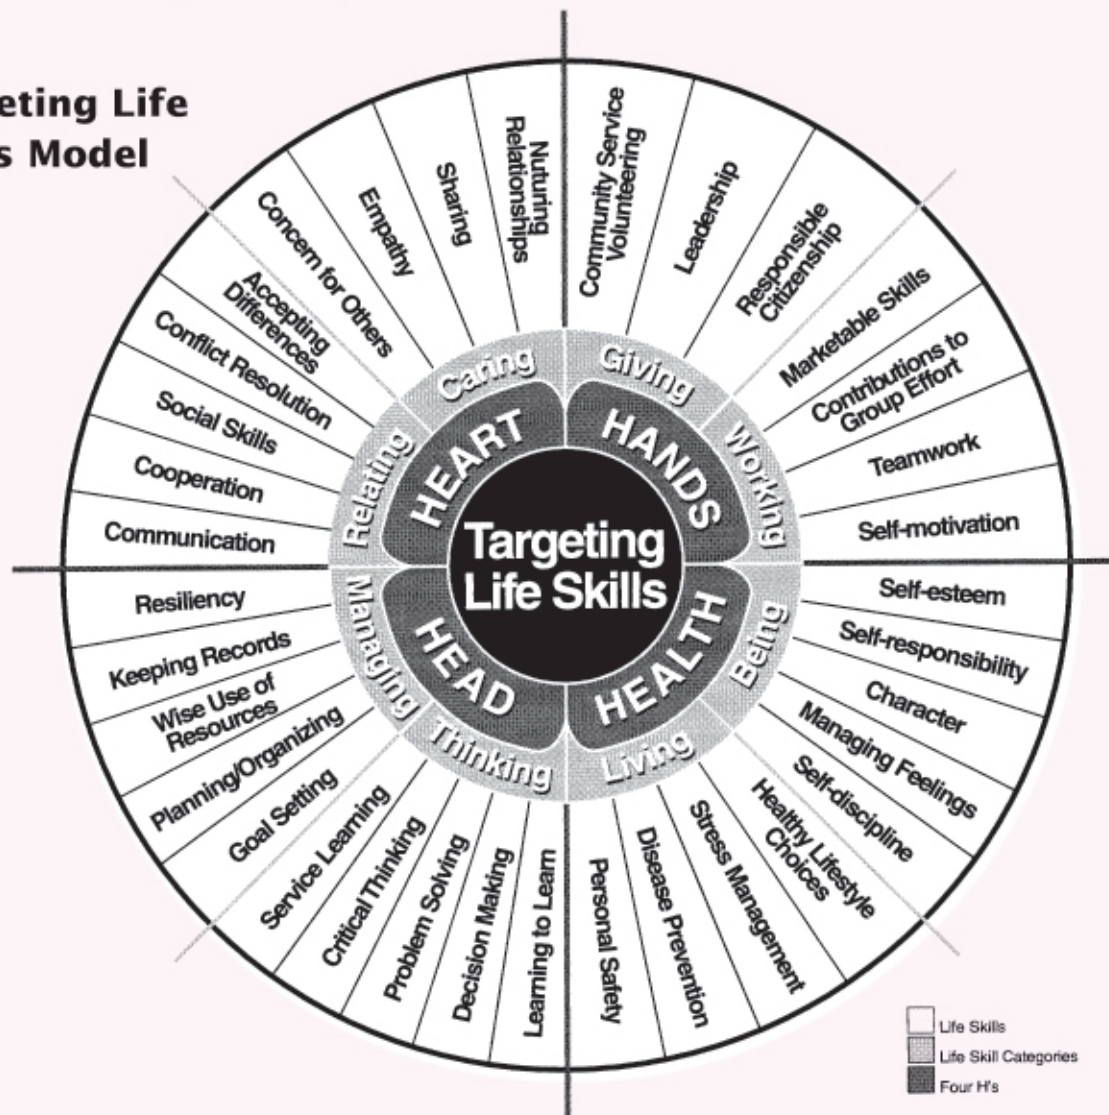 eting Life
s Model
Nuturing
Relationships
Sharing
Empathy
Concern for Others
Accepting
Differences
Conflict Resolution
Social Skills
Cooperation
Communication
Community Service
Volunteering
Leadership
Responsible
Citizenship
Marketable Skills
Contributions to
Group Effort
Teamwork
Self-motivation
Caring
Giving
Relating
Working
HEART
HANDS
Targeting
Life Skills
HEAD
HEALTH
Managing
Thinking
Living
Being
Resiliency
Keeping Records
Wise Use of
Resources
Planning/Organizing
Goal Setting
Service Learning
Critical Thinking
Problem Solving
Decision Making
Learning to Learn
Self-esteem
Self-responsibility
Character
Managing Feelings
Self-discipline
Healthy Lifestyle
Choices
Stress Management
Disease Prevention
Personal Safety
Life Skills
Life Skill Categories
Four H's